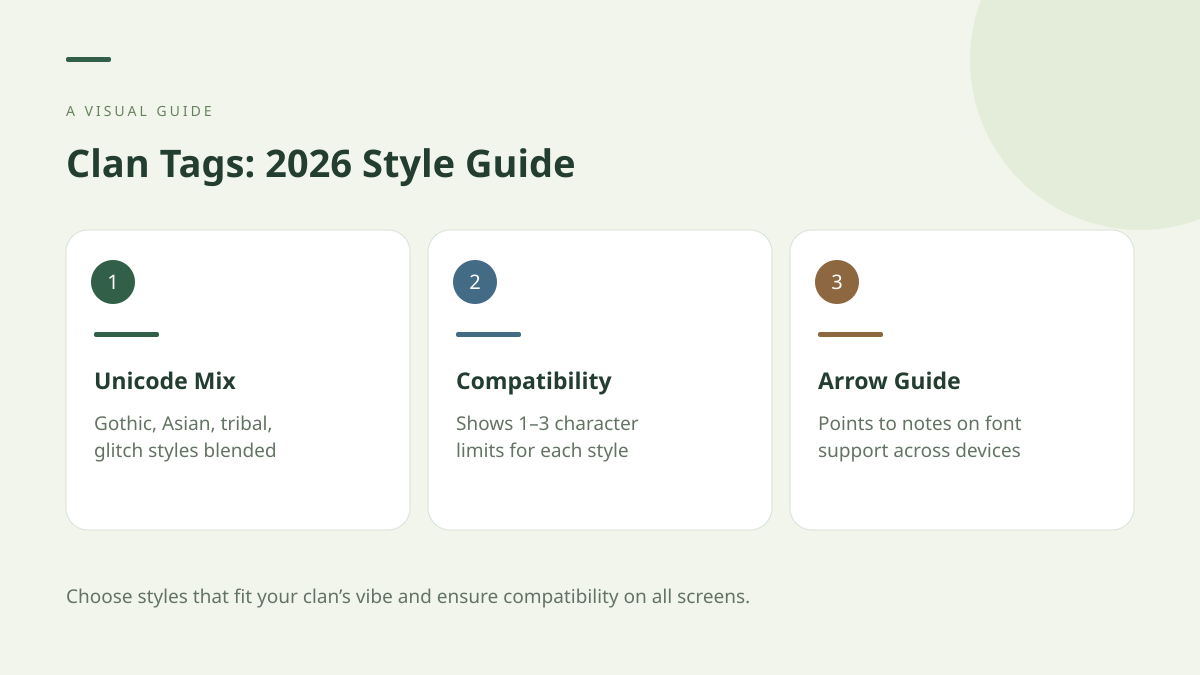 A VISUAL GUIDE
Clan Tags: 2026 Style Guide
1
Unicode Mix
Gothic, Asian, tribal,
glitch styles blended
2
Compatibility
Shows 1–3 character
limits for each style
3
Arrow Guide
Points to notes on font
support across devices
Choose styles that fit your clan’s vibe and ensure compatibility on all screens.